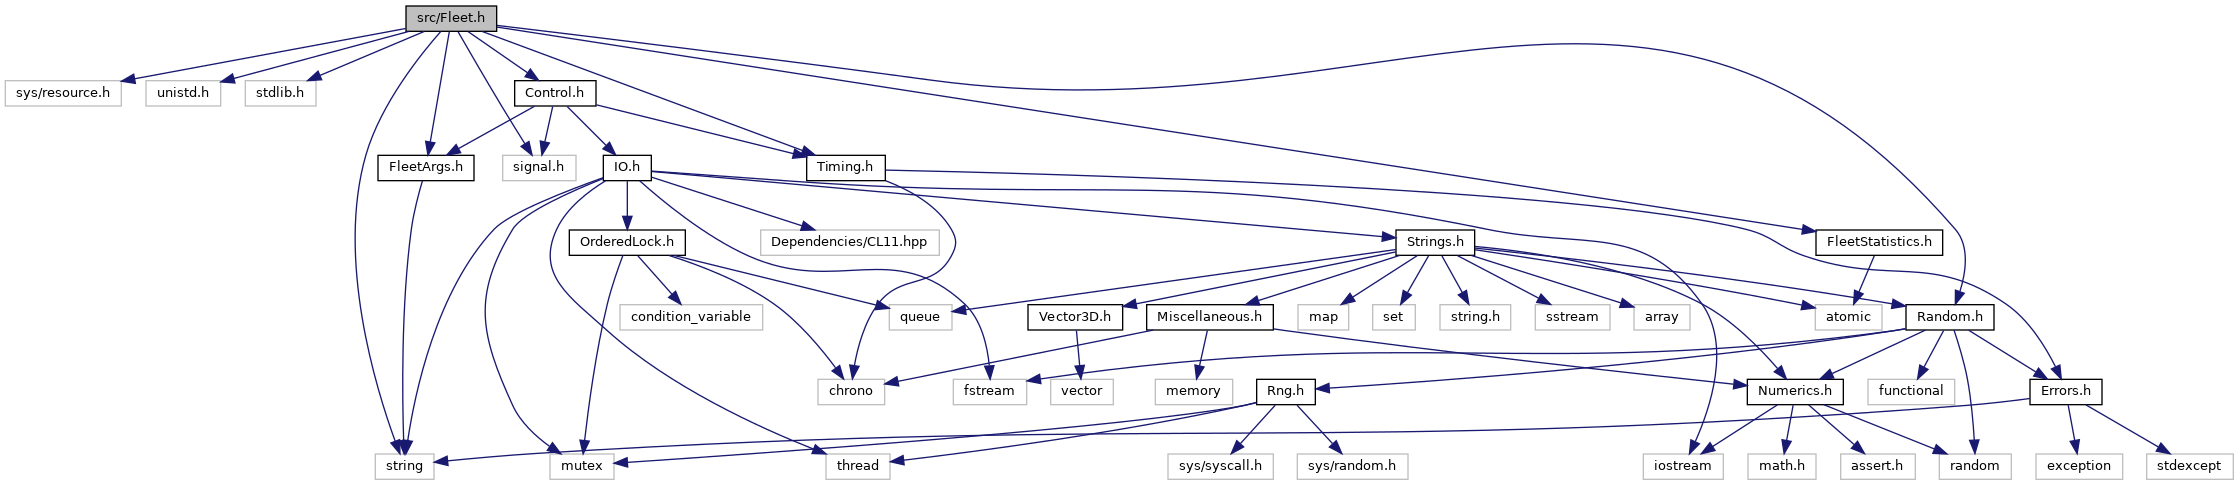 src/Fleet.h
sys/resource.h
unistd.h
stdlib.h
Control.h
FleetArgs.h
signal.h
IO.h
Timing.h
OrderedLock.h
Dependencies/CL11.hpp
Strings.h
FleetStatistics.h
condition_variable
queue
Vector3D.h
Miscellaneous.h
map
set
string.h
sstream
array
atomic
Random.h
chrono
fstream
vector
memory
Rng.h
Numerics.h
functional
Errors.h
string
mutex
thread
sys/syscall.h
sys/random.h
iostream
math.h
assert.h
random
exception
stdexcept